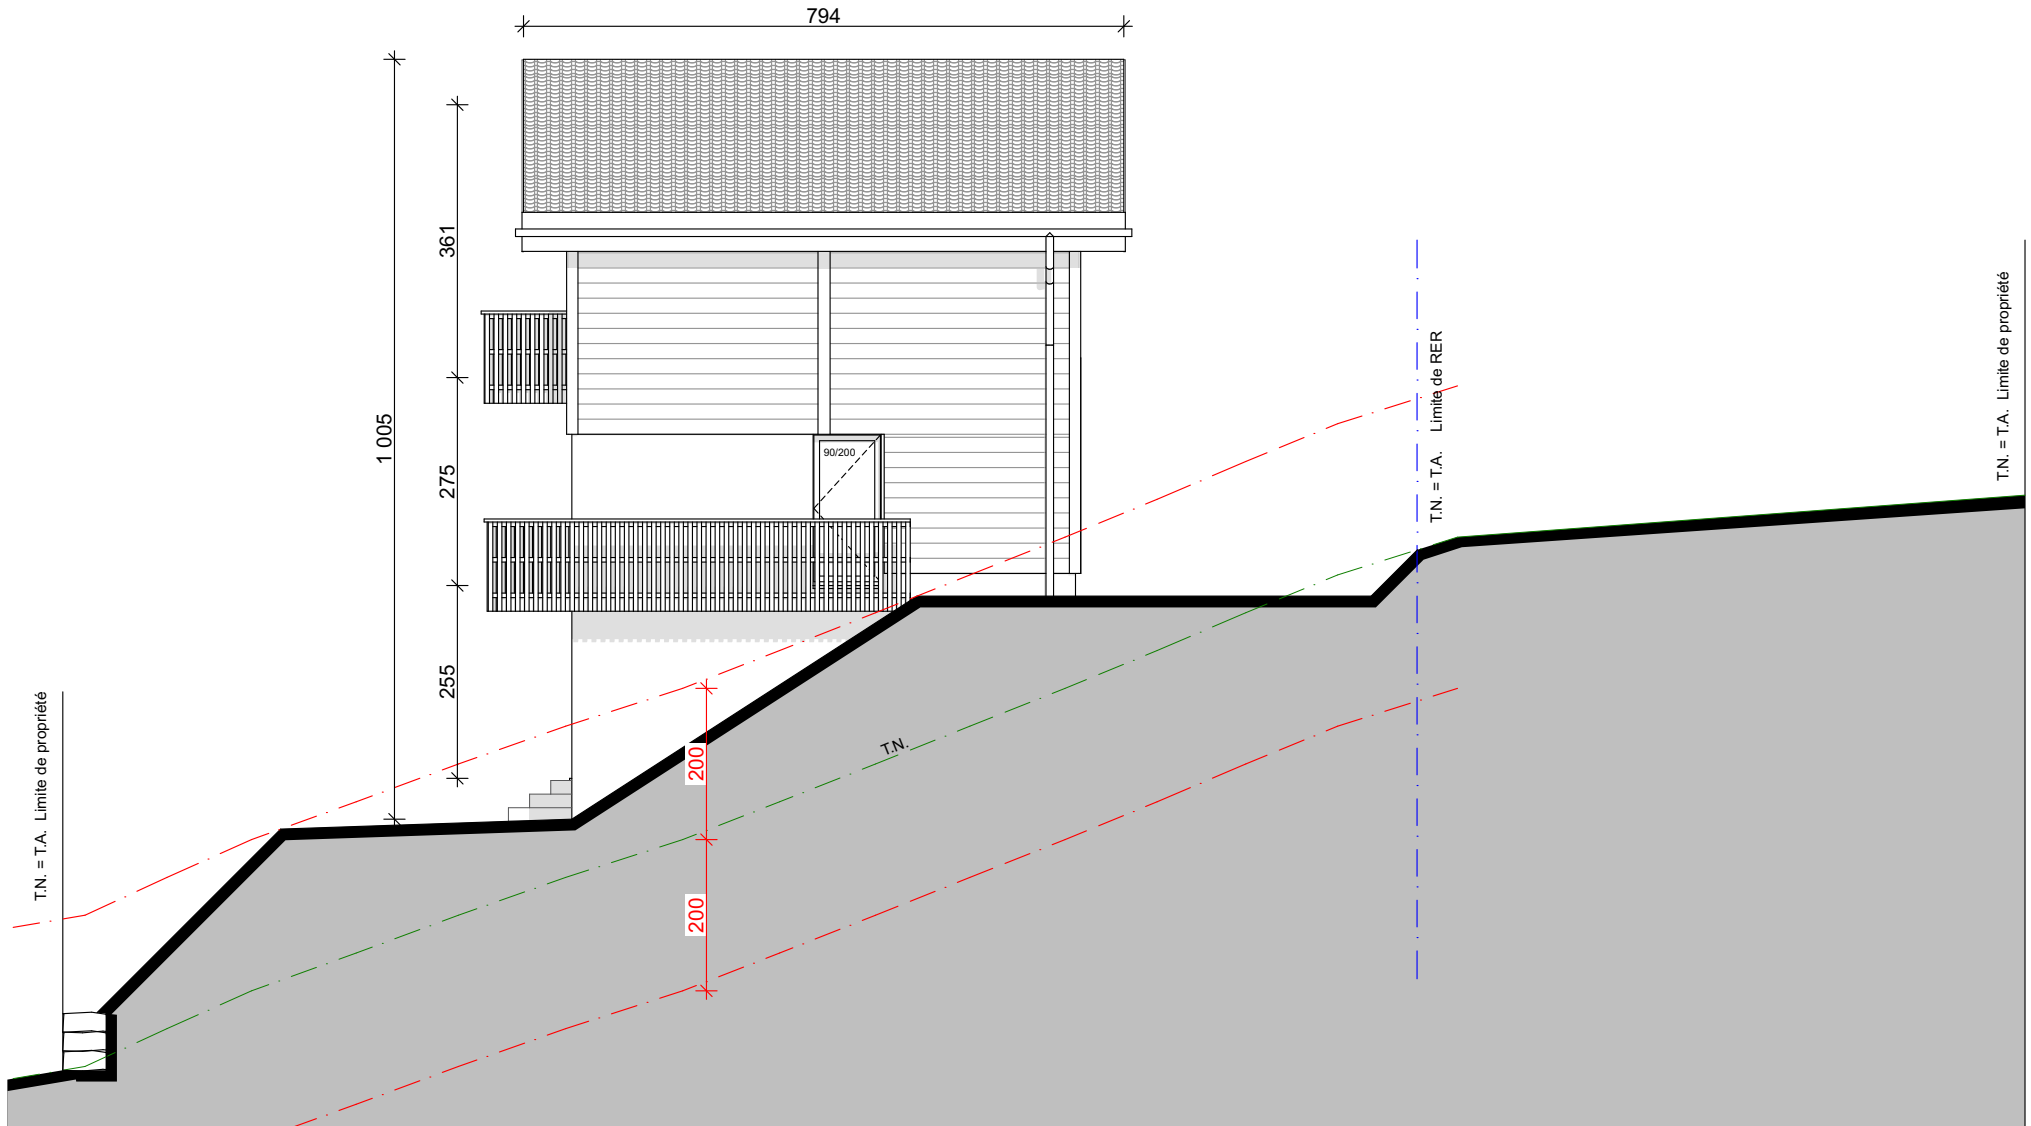 794
361
1 005
275
255
90/200
T.N. = T.A. Limite de RER
T.N. = T.A. Limite de propriété
T.N. = T.A. Limite de propriété
T.N.
200
200